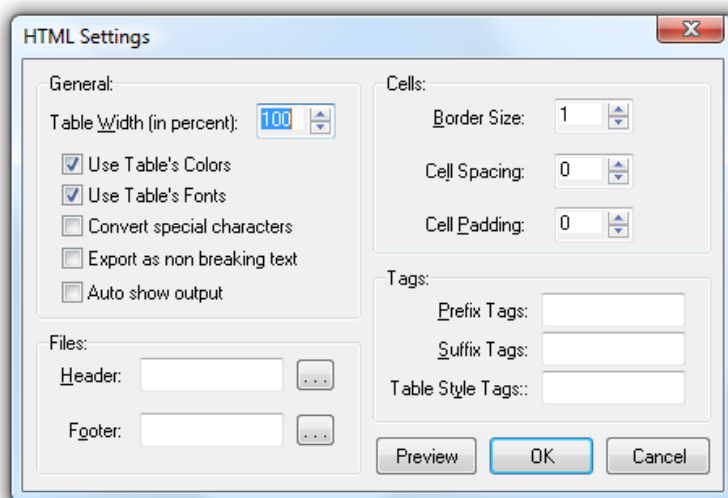 HTML Settings
General:
Table Width (in percent): 100
Use Table's Colors
Use Table's Fonts
Convert special characters
Export as non breaking text
Auto show output
Files:
Header: ...
Footer: ...
Cells:
Border Size: 1
Cell Spacing: 0
Cell Padding: 0
Tags:
Prefix Tags:
Suffix Tags:
Table Style Tags::
Preview OK Cancel